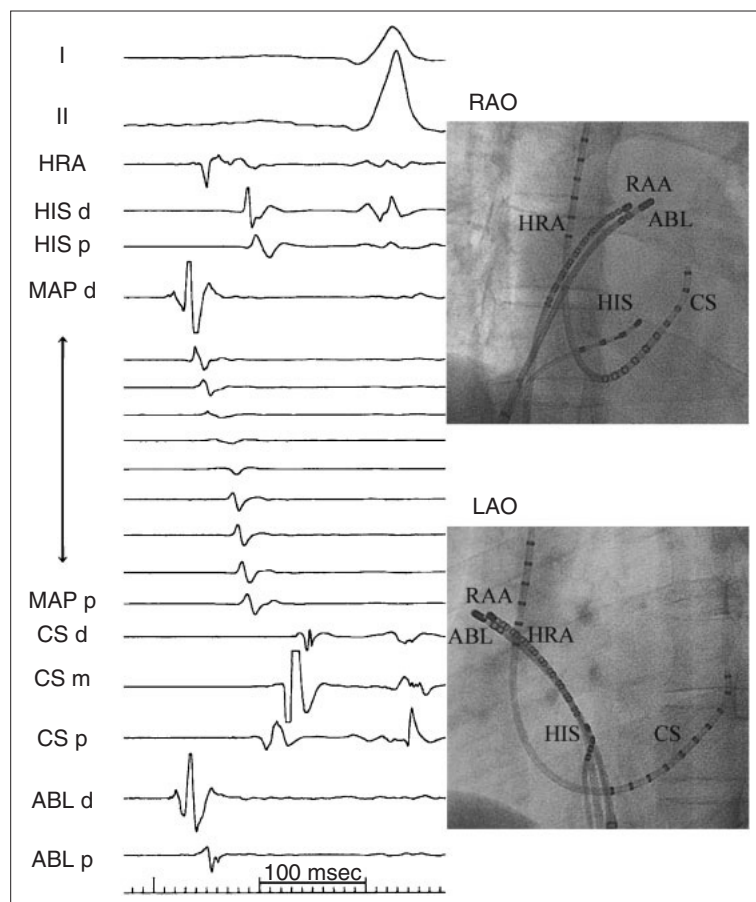 I
II
HRA
HIS d
HIS p
MAP d
MAP p
CS d
CS m
CS p
ABL d
ABL p
100 msec
RAO
RAA
ABL
HRA
HIS
CS
LAO
RAA
ABL
HRA
HIS
CS